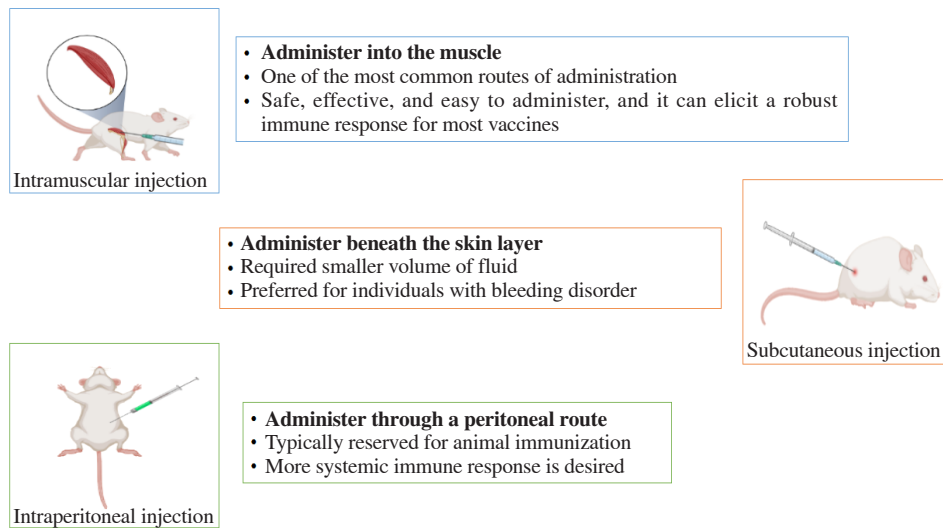 • Administer into the muscle
• One of the most common routes of administration
• Safe, effective, and easy to administer, and it can elicit a robust
immune response for most vaccines
Intramuscular injection
• Administer beneath the skin layer
• Required smaller volume of fluid
• Preferred for individuals with bleeding disorder
Subcutaneous injection
• Administer through a peritoneal route
• Typically reserved for animal immunization
• More systemic immune response is desired
Intraperitoneal injection